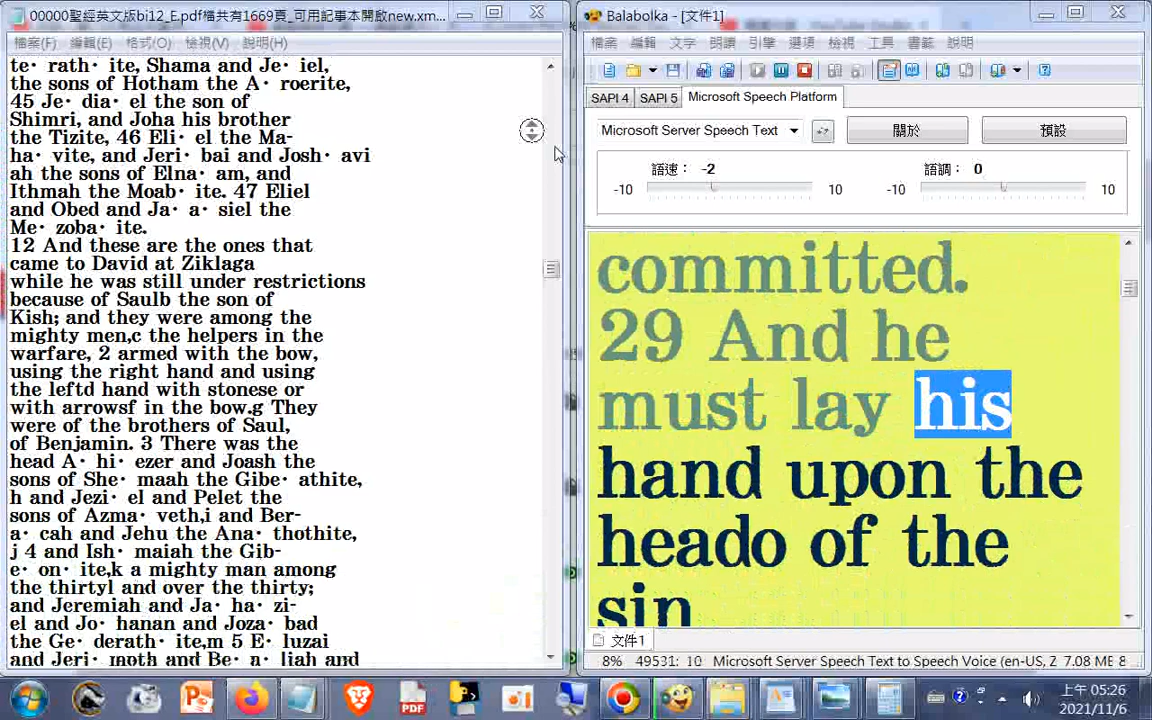 00000聖經英文版bi12_E.pdf檔共有1669頁_可用記事本開啟new.xm...
檔案(F) 編輯(E) 格式(O) 檢視(V) 說明(H)
te· rath· ite, Shama and Je· iel,
the sons of Hotham the A· roerite,
45 Je· dia· el the son of
Shimri, and Joha his brother
the Tizite, 46 Eli· el the Ma-
ha· vite, and Jeri· bai and Josh· avi
ah the sons of Elna· am, and
Ithmah the Moab· ite. 47 Eliel
and Obed and Ja· a· siel the
Me· zoba· ite.
12 And these are the ones that
came to David at Ziklaga
while he was still under restrictions
because of Saulb the son of
Kish; and they were among the
mighty men,c the helpers in the
warfare, 2 armed with the bow,
using the right hand and using
the leftd hand with stonese or
with arrowsf in the bow.g They
were of the brothers of Saul,
of Benjamin. 3 There was the
head A· hi· ezer and Joash the
sons of She· maah the Gibe· athite,
h and Jezi· el and Pelet the
sons of Azma· veth,i and Ber-
a· cah and Jehu the Ana· thothite,
j 4 and Ish· maiah the Gib-
e· on· ite,k a mighty man among
the thirtyl and over the thirty;
and Jeremiah and Ja· ha· zi-
el and Jo· hanan and Joza· bad
the Ge· derath· ite,m 5 E· luzai
and Jeri· moth and Be· a· liah and
Balabolka - [文件1]
檔案 編輯 文字 朗讀 引擎 選項 檢視 工具 書籤 說明
SAPI 4 SAPI 5 Microsoft Speech Platform
Microsoft Server Speech Text 關於 預設
語速： -2 語調： 0
-10 10 -10 10
committed.
29 And he
must lay his
hand upon the
heado of the
sin
文件1
8% 49531: 10 Microsoft Server Speech Text to Speech Voice (en-US, Z 7.08 ME 8
上午 05:26
2021/11/6